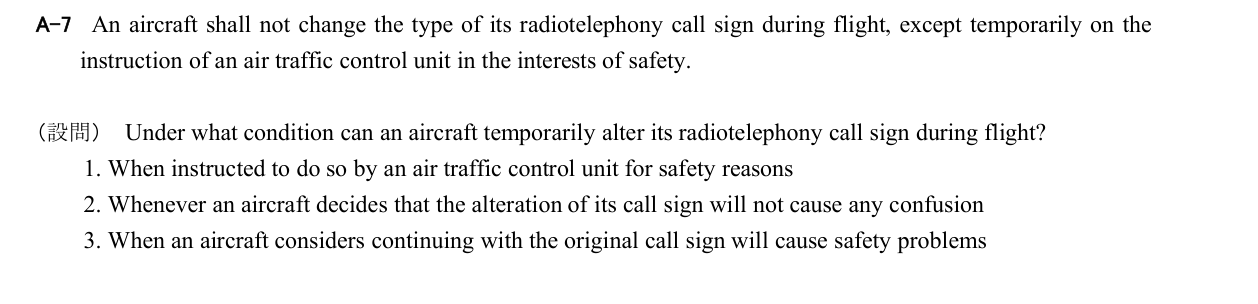 A−7 An aircraft shall not change the type of its radiotelephony call sign during flight, except temporarily on the
instruction of an air traffic control unit in the interests of safety.
（設問） Under what condition can an aircraft temporarily alter its radiotelephony call sign during flight?
1. When instructed to do so by an air traffic control unit for safety reasons
2. Whenever an aircraft decides that the alteration of its call sign will not cause any confusion
3. When an aircraft considers continuing with the original call sign will cause safety problems